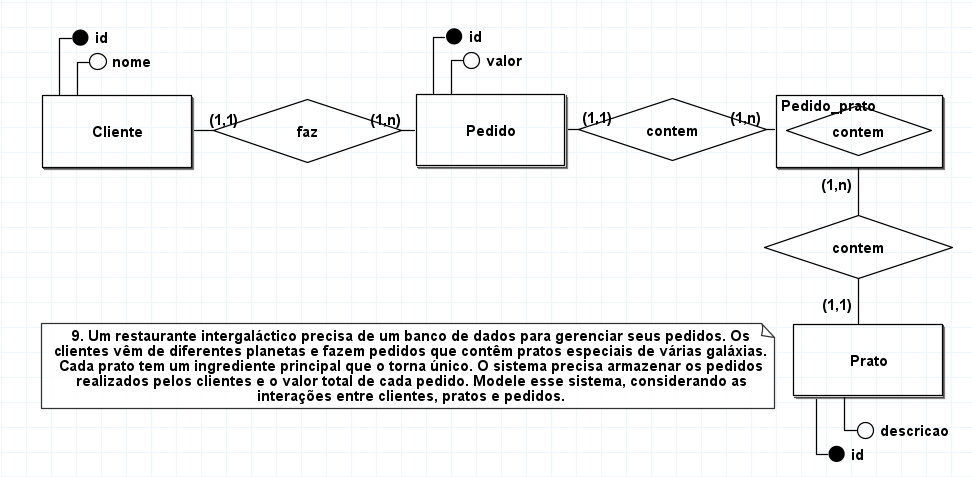 id
nome
id
valor
Cliente
(1,1)
faz
(1,n)
Pedido
(1,1)
contem
(1,n)
Pedido_prato
contem
(1,n)
contem
(1,1)
Prato
descricao
id
9. Um restaurante intergaláctico precisa de um banco de dados para gerenciar seus pedidos. Os
clientes vêm de diferentes planetas e fazem pedidos que contêm pratos especiais de várias galáxias.
Cada prato tem um ingrediente principal que o torna único. O sistema precisa armazenar os pedidos
realizados pelos clientes e o valor total de cada pedido. Modele esse sistema, considerando as
interações entre clientes, pratos e pedidos.